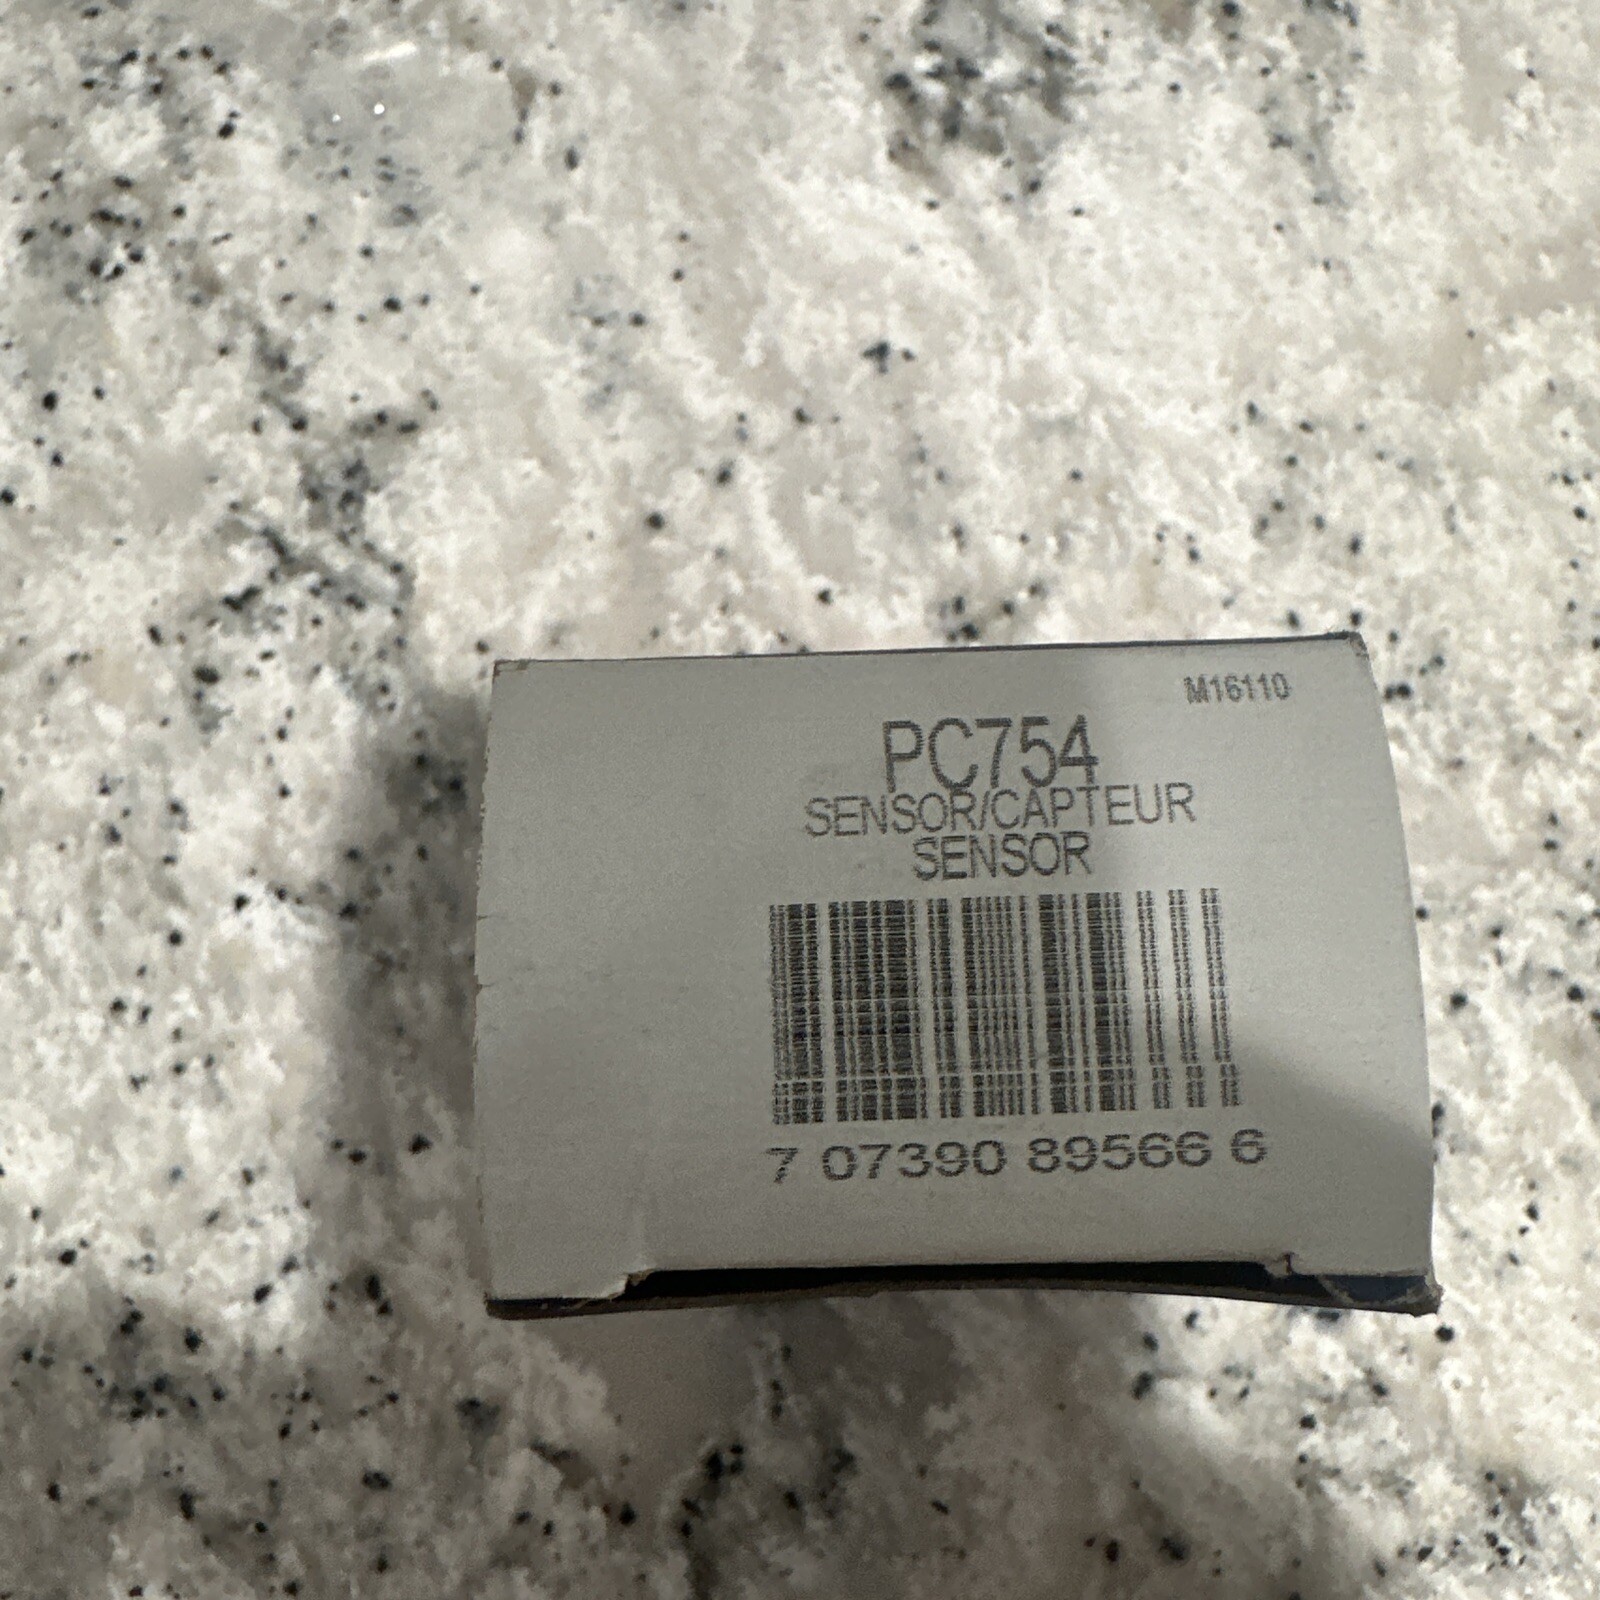 M16110
PC754
SENSOR/CAPTEUR
SENSOR
7 07390 89566 6